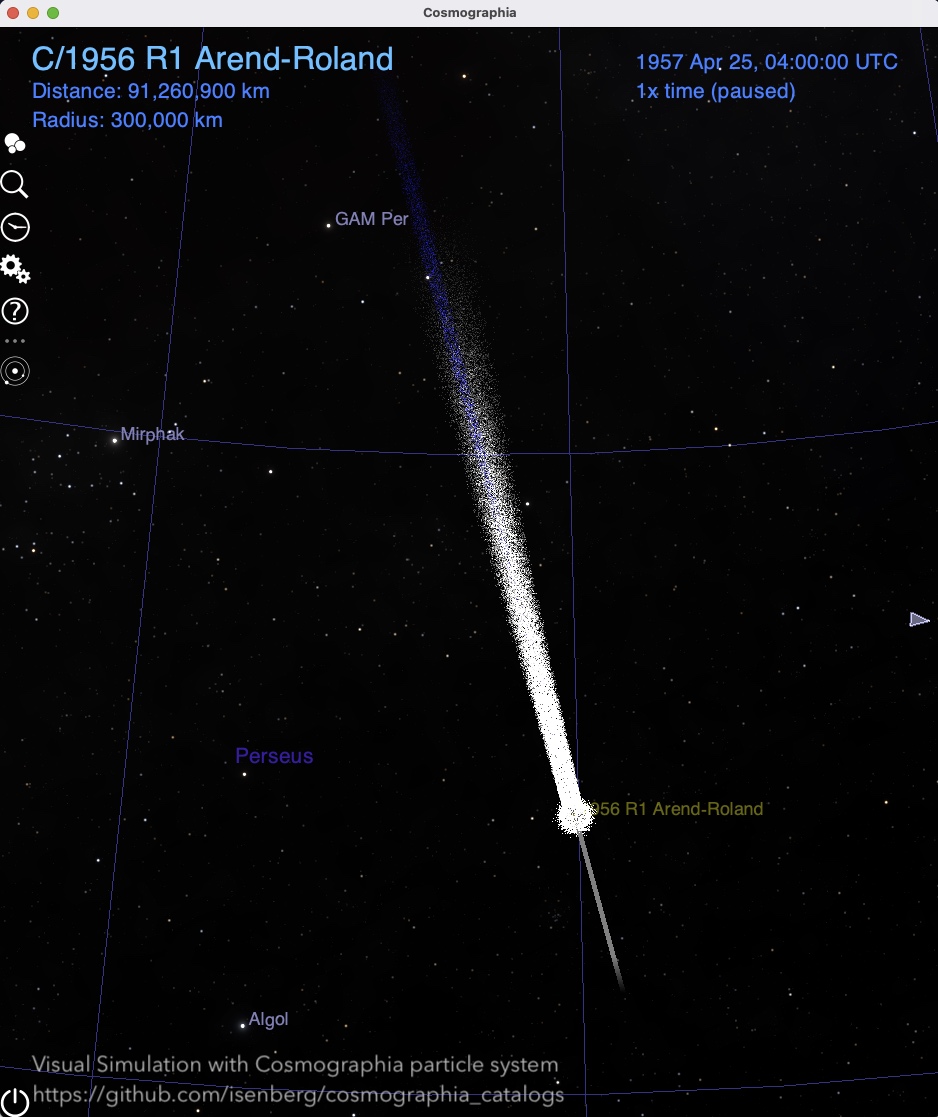 Cosmographia
C/1956 R1 Arend-Roland
1957 Apr 25, 04:00:00 UTC
Distance: 91,260,900 km
1x time (paused)
Radius: 300,000 km
GAM Per
Mirphak
Perseus
956 R1 Arend-Roland
Algol
Visual Simulation with Cosmographia particle system
https://github.com/isenberg/cosmographia_catalogs